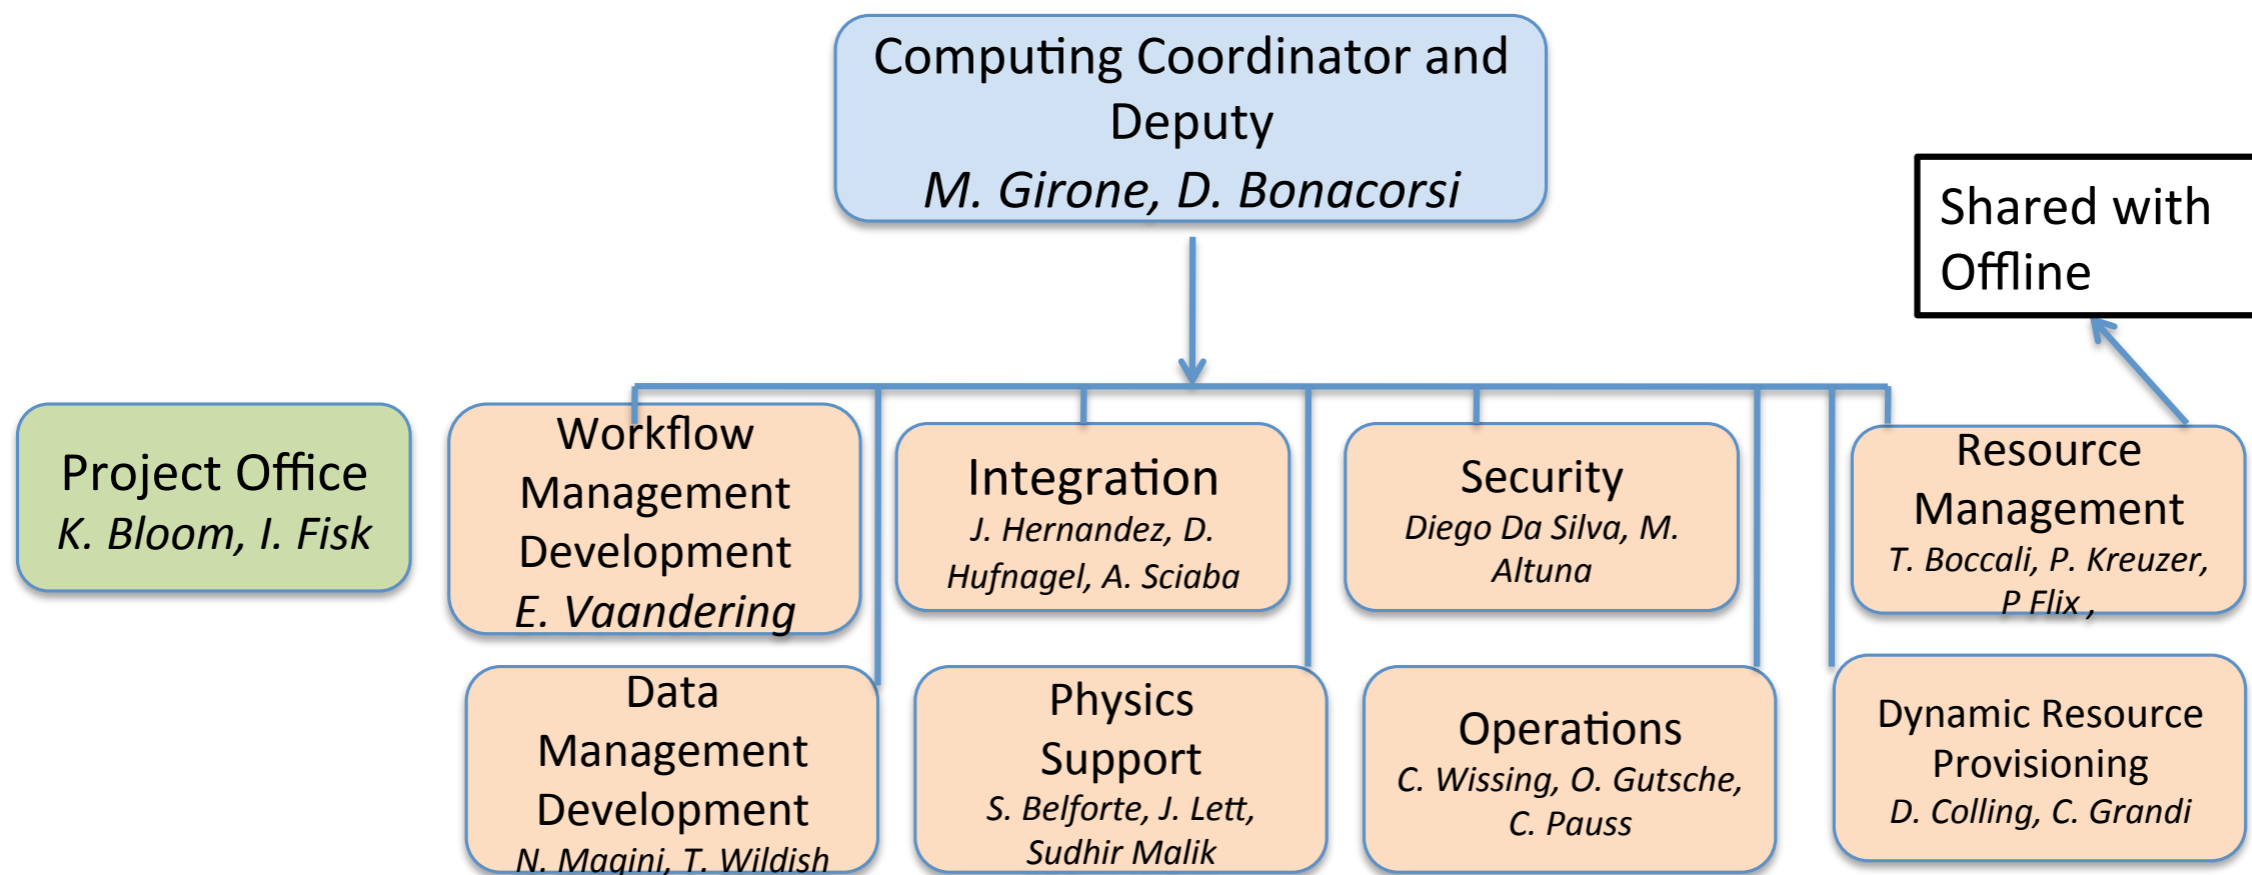 Computing Coordinator and
Deputy
M. Girone, D. Bonacorsi
Shared with
Offline
Project Office
K. Bloom, I. Fisk
Workflow
Management
Development
E. Vaandering
Integration
J. Hernandez, D.
Hufnagel, A. Sciaba
Security
Diego Da Silva, M.
Altuna
Resource
Management
T. Boccali, P. Kreuzer,
P Flix ,
Data
Management
Development
N. Magini, T. Wildish
Physics
Support
S. Belforte, J. Lett,
Sudhir Malik
Operations
C. Wissing, O. Gutsche,
C. Pauss
Dynamic Resource
Provisioning
D. Colling, C. Grandi